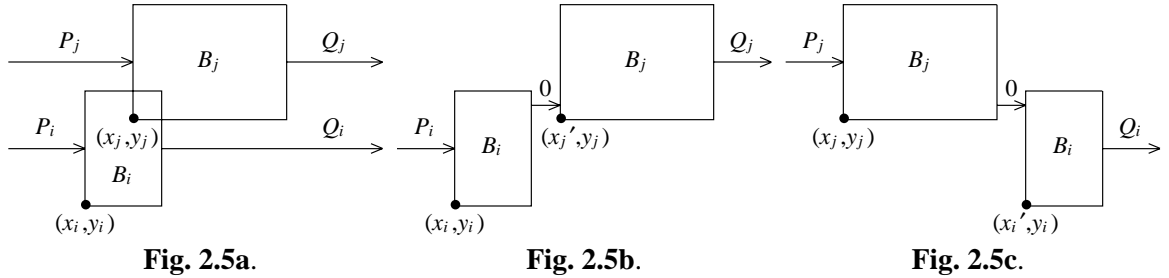 P_j
B_j
Q_j
P_i
(x_j, y_j)
Q_i
B_i
(x_i, y_i)
Fig. 2.5a.
B_j
Q_j
0
P_i
B_i
(x_j′, y_j)
(x_i, y_i)
Fig. 2.5b.
P_j
B_j
0
(x_j, y_j)
Q_i
B_i
(x_i′, y_i)
Fig. 2.5c.